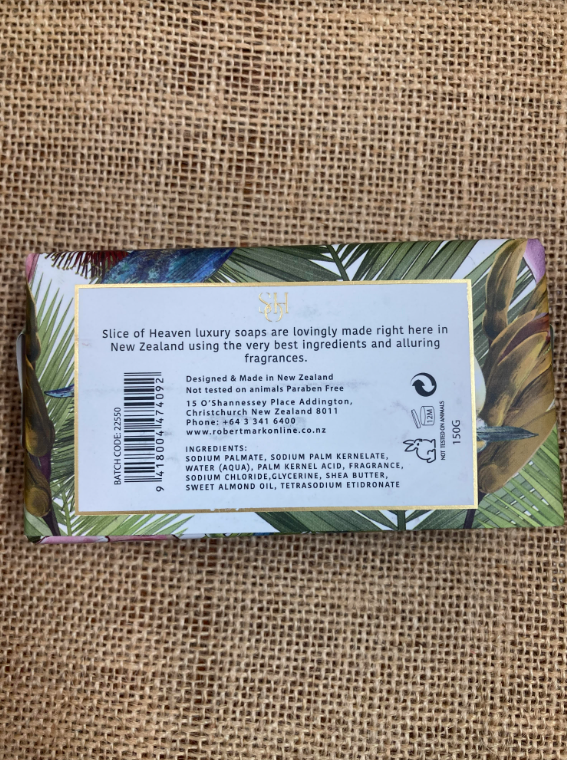 SOH
Slice of Heaven luxury soaps are lovingly made right here in
New Zealand using the very best ingredients and alluring
fragrances.
Designed & Made in New Zealand
Not tested on animals Paraben Free
15 O'Shannessey Place Addington,
Christchurch New Zealand 8011
Phone: +64 3 341 6400
www.robertmarkonline.co.nz
INGREDIENTS:
SODIUM PALMATE, SODIUM PALM KERNELATE,
WATER (AQUA), PALM KERNEL ACID, FRAGRANCE,
SODIUM CHLORIDE,GLYCERINE, SHEA BUTTER,
SWEET ALMOND OIL, TETRASODIUM ETIDRONATE
BATCH CODE: 22550
9 418004 474092
12M
NOT TESTED ON ANIMALS
150G